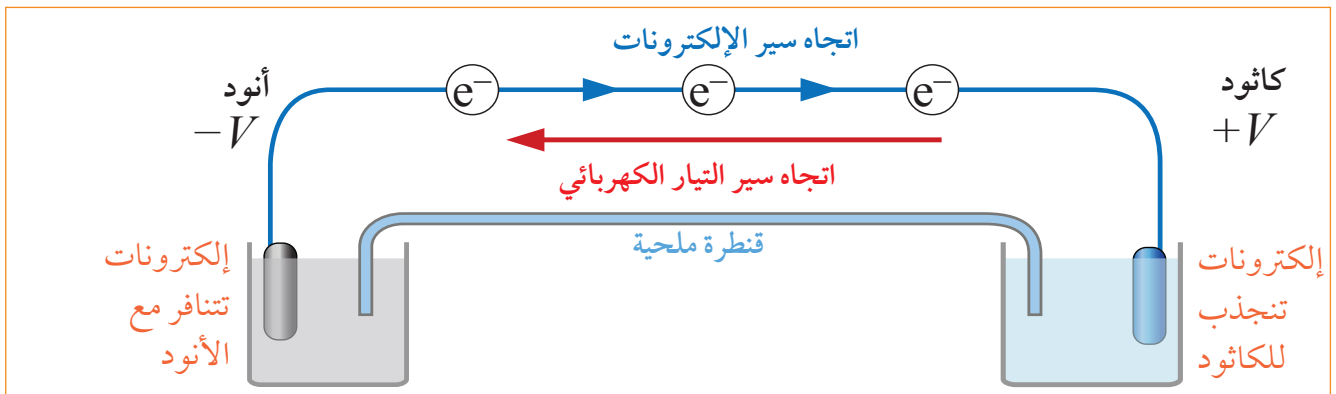 اتجاه سير الإلكترونات
كاثود
+V
e⁻
e⁻
e⁻
أنود
−V
اتجاه سير التيار الكهربائي
قنطرة ملحية
إلكترونات
تنجذب
للكاثود
إلكترونات
تتنافر مع
الأنود